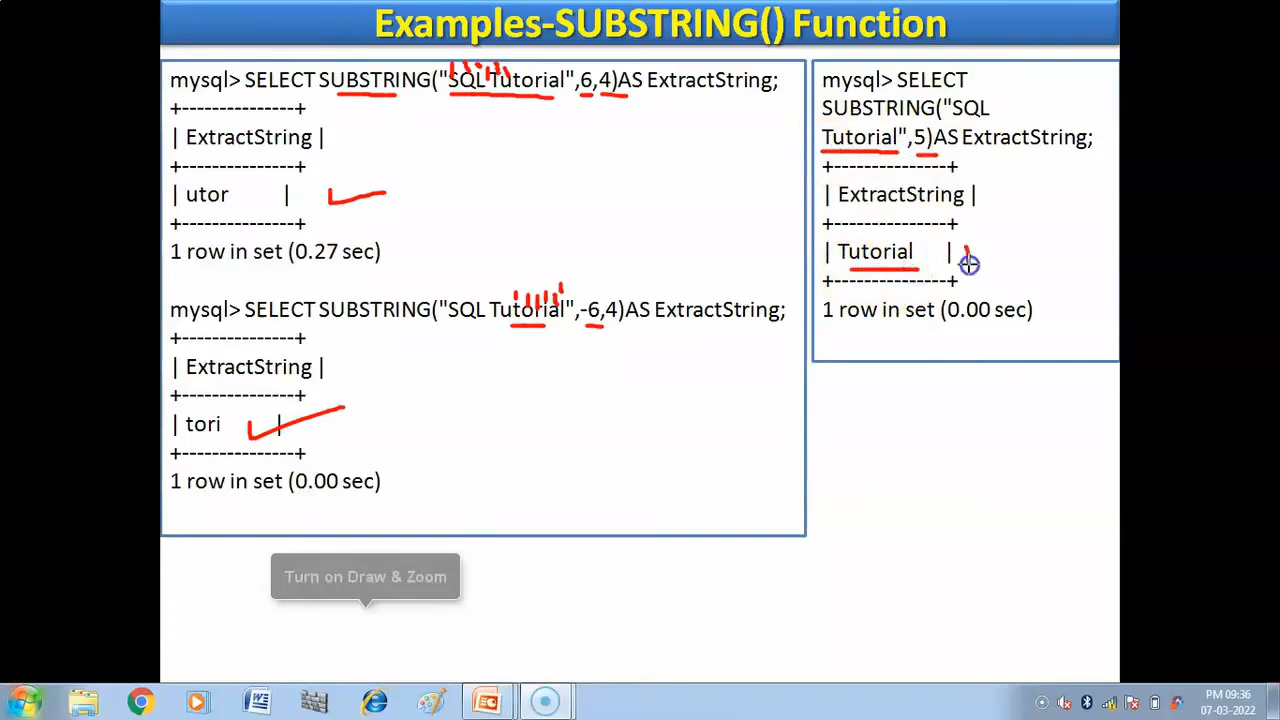 Examples-SUBSTRING() Function
mysql> SELECT SUBSTRING("SQL Tutorial",6,4)AS ExtractString;
+---------------+
| ExtractString |
+---------------+
| utor |
+---------------+
1 row in set (0.27 sec)
mysql> SELECT SUBSTRING("SQL Tutorial",-6,4)AS ExtractString;
+---------------+
| ExtractString |
+---------------+
| tori |
+---------------+
1 row in set (0.00 sec)
mysql> SELECT
SUBSTRING("SQL
Tutorial",5)AS ExtractString;
+---------------+
| ExtractString |
+---------------+
| Tutorial |
+---------------+
1 row in set (0.00 sec)
Turn on Draw & Zoom
PM 09:36
07-03-2022